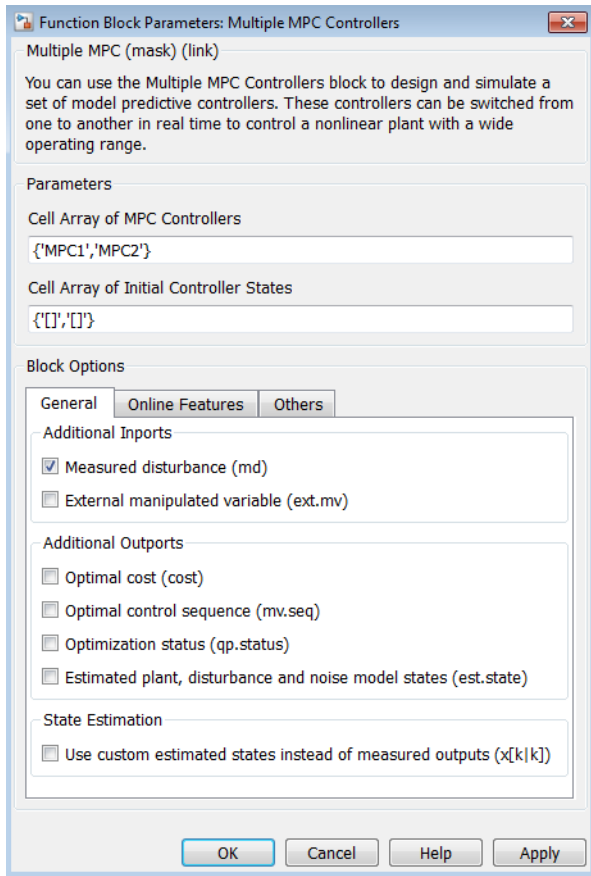 Function Block Parameters: Multiple MPC Controllers
Multiple MPC (mask) (link)
You can use the Multiple MPC Controllers block to design and simulate a
set of model predictive controllers. These controllers can be switched from
one to another in real time to control a nonlinear plant with a wide
operating range.
Parameters
Cell Array of MPC Controllers
{'MPC1','MPC2'}
Cell Array of Initial Controller States
{'[]','[]'}
Block Options
General Online Features Others
Additional Inports
Measured disturbance (md)
External manipulated variable (ext.mv)
Additional Outports
Optimal cost (cost)
Optimal control sequence (mv.seq)
Optimization status (qp.status)
Estimated plant, disturbance and noise model states (est.state)
State Estimation
Use custom estimated states instead of measured outputs (x[k|k])
OK Cancel Help Apply